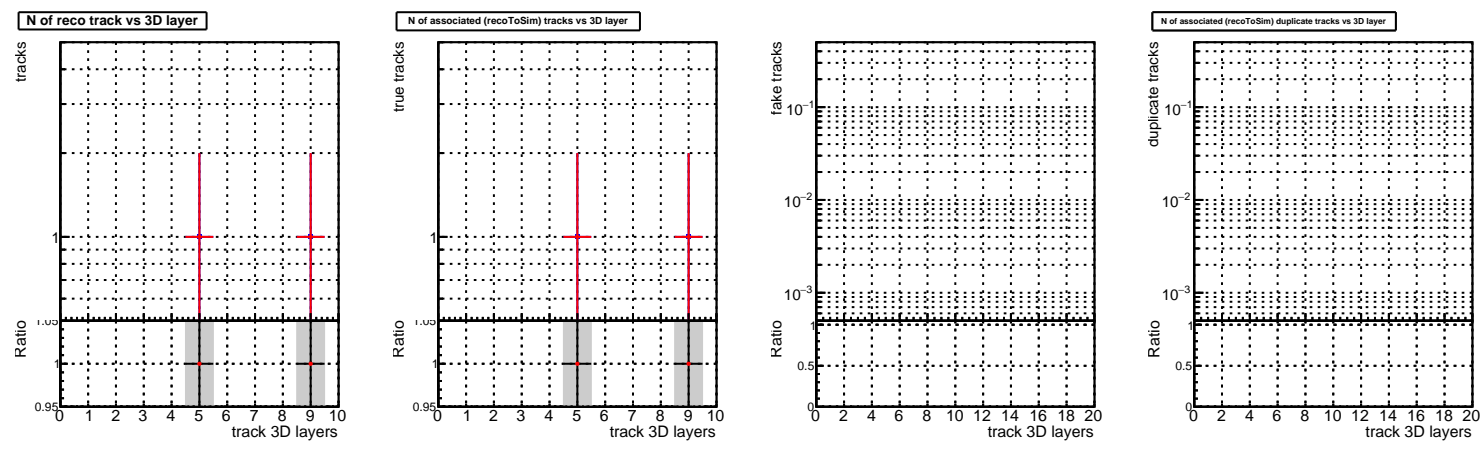 N of reco track vs 3D layer
tracks
1
1.05
Ratio
1
0.95
0 1 2 3 4 5 6 7 8 9 10
track 3D layers
N of associated (recoToSim) tracks vs 3D layer
true tracks
1
1.05
Ratio
1
0.95
0 1 2 3 4 5 6 7 8 9 10
track 3D layers
fake tracks
10−1
10−2
10−3
Ratio
1
0.5
0
0 2 4 6 8 10 12 14 16 18 20
track 3D layers
N of associated (recoToSim) duplicate tracks vs 3D layer
duplicate tracks
10−1
10−2
10−3
Ratio
1
0.5
0
0 2 4 6 8 10 12 14 16 18 20
track 3D layers